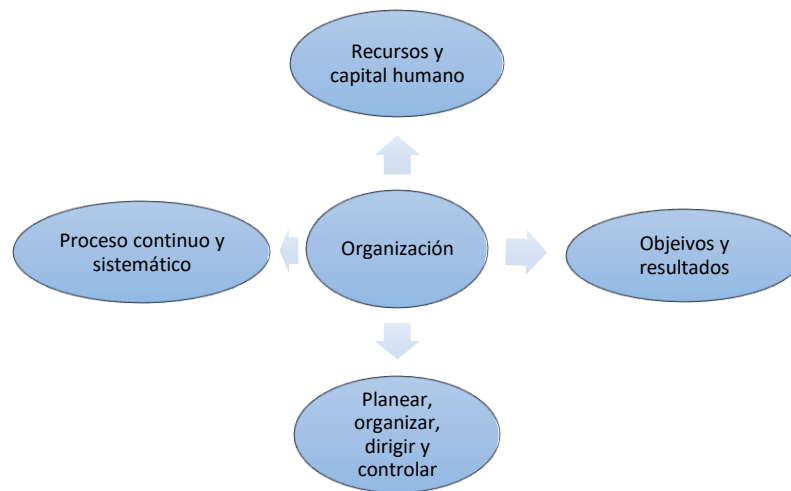 Recursos y
capital humano
Proceso continuo y
sistemático
Organización
Objeivos y
resultados
Planear,
organizar,
dirigir y
controlar